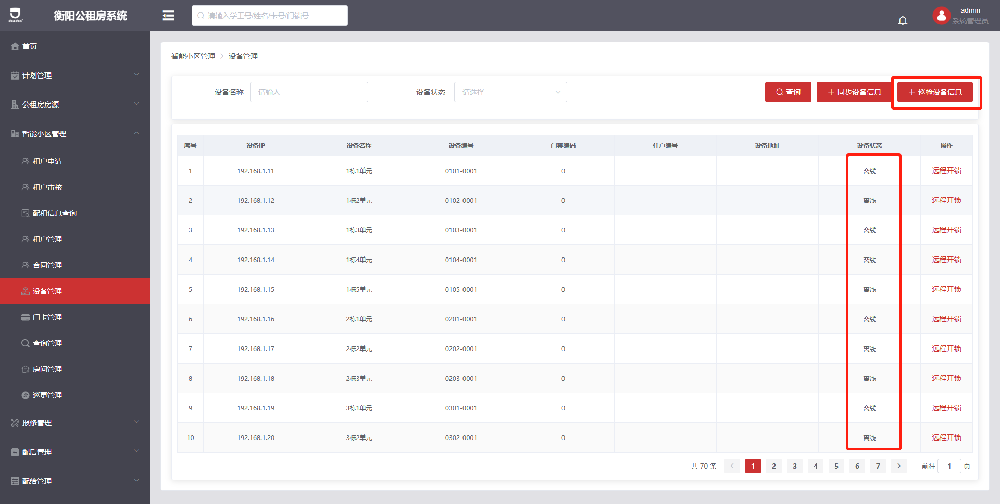 doodoo
衡阳公租房系统
请输入学工号/姓名/卡号/门锁号
admin
系统管理员
首页
计划管理
公租房房源
智能小区管理
租户申请
租户审核
配租信息查询
租户管理
合同管理
设备管理
门卡管理
查询管理
房间管理
巡更管理
报修管理
配后管理
配给管理
智能小区管理 > 设备管理
设备名称 请输入 设备状态 请选择 查询 + 同步设备信息 + 巡检设备信息
序号 设备IP 设备名称 设备编号 门禁编码 住户编号 设备地址 设备状态 操作
1 192.168.1.11 1栋1单元 0101-0001 0 离线 远程开锁
2 192.168.1.12 1栋2单元 0102-0001 0 离线 远程开锁
3 192.168.1.13 1栋3单元 0103-0001 0 离线 远程开锁
4 192.168.1.14 1栋4单元 0104-0001 0 离线 远程开锁
5 192.168.1.15 1栋5单元 0105-0001 0 离线 远程开锁
6 192.168.1.16 2栋1单元 0201-0001 0 离线 远程开锁
7 192.168.1.17 2栋2单元 0202-0001 0 离线 远程开锁
8 192.168.1.18 2栋3单元 0203-0001 0 离线 远程开锁
9 192.168.1.19 3栋1单元 0301-0001 0 离线 远程开锁
10 192.168.1.20 3栋2单元 0302-0001 0 离线 远程开锁
共 70 条 < 1 2 3 4 5 6 7 > 前往 1 页